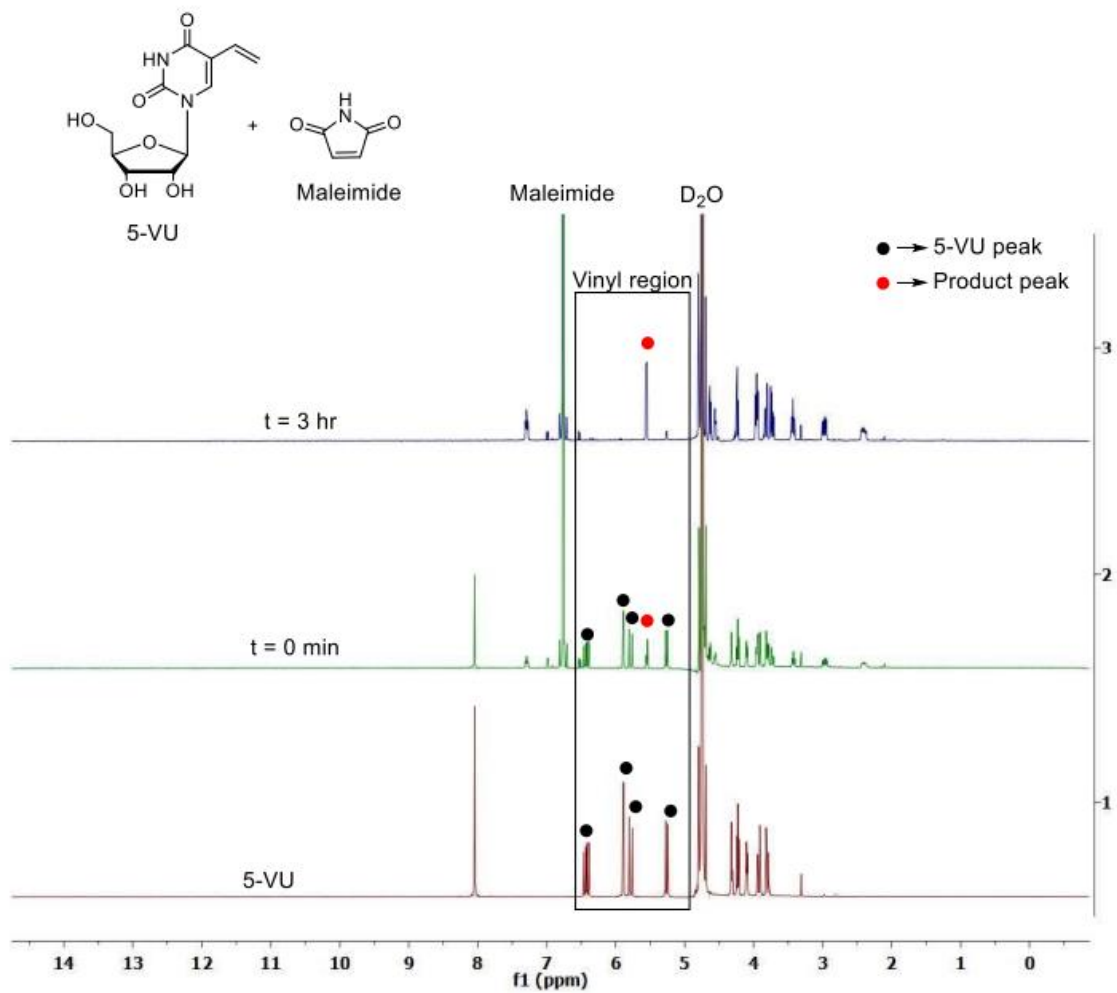 O
O
HN
O
N
HO
O
OH OH
5-VU
+
H
N
O
O
Maleimide
Maleimide
D2O
5-VU peak
Product peak
Vinyl region
3
t = 3 hr
2
t = 0 min
1
5-VU
14 13 12 11 10 9 8 7 6 5 4 3 2 1 0
f1 (ppm)